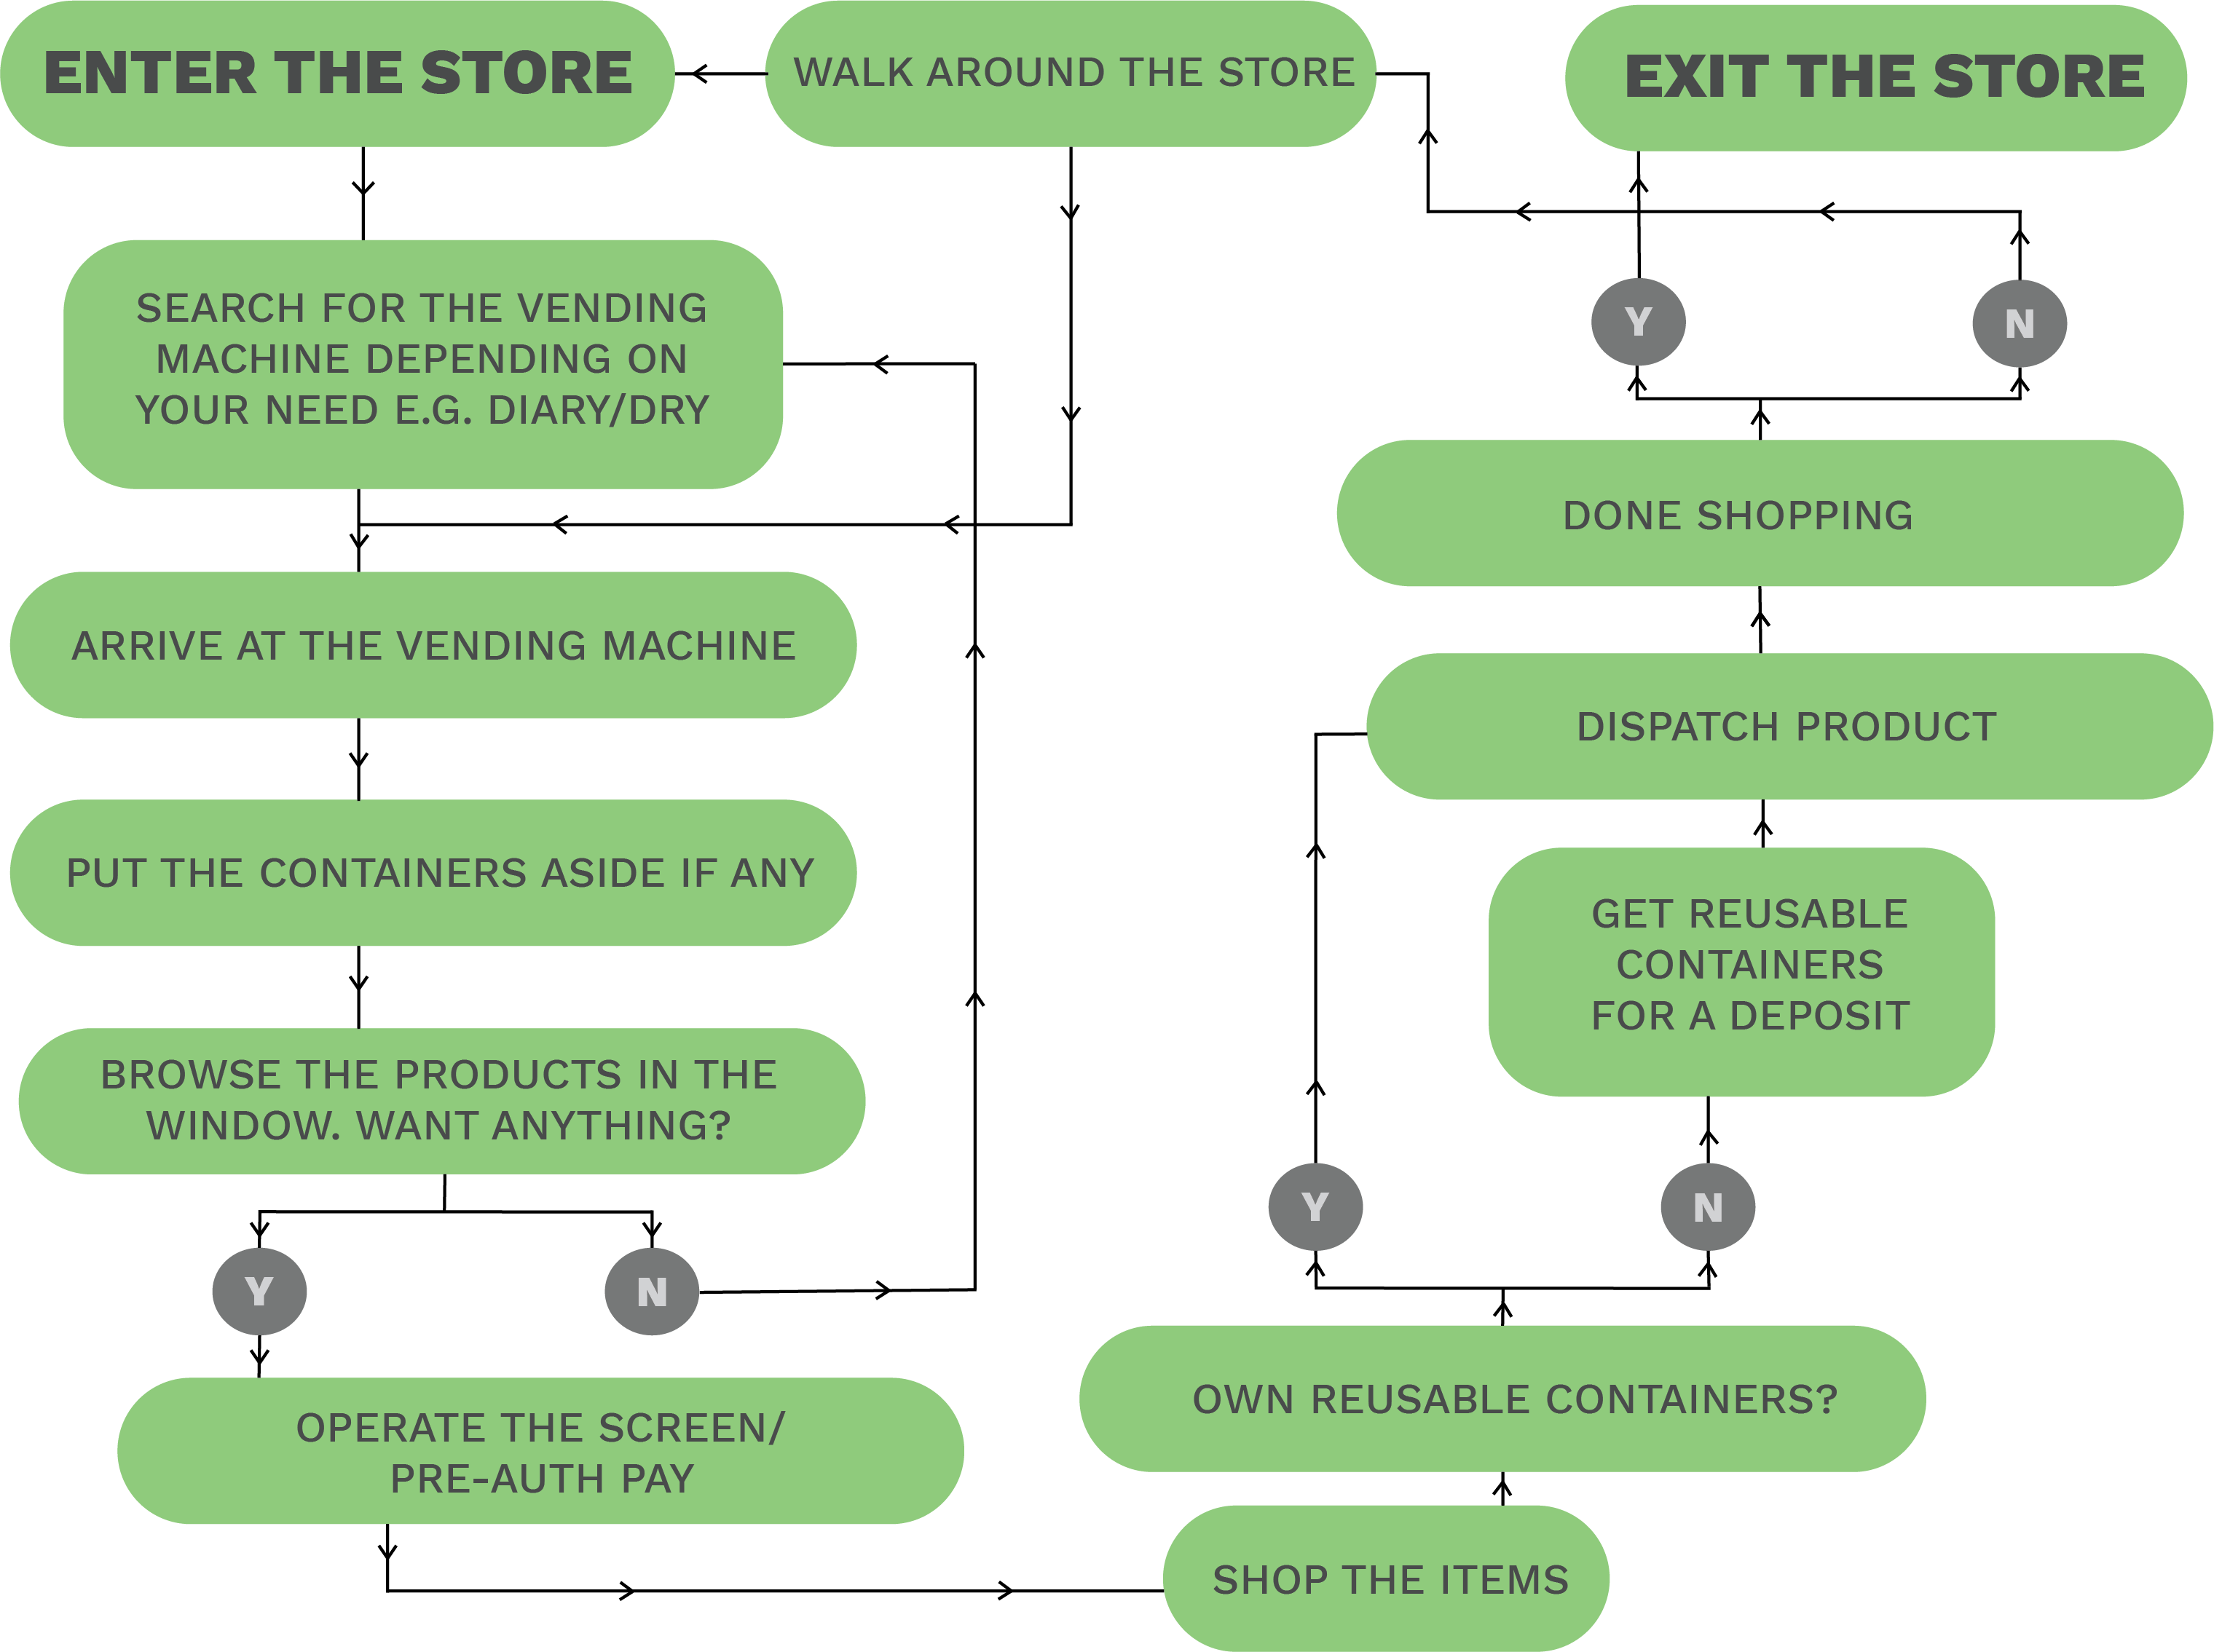 ENTER THE STORE
WALK AROUND THE STORE
EXIT THE STORE
SEARCH FOR THE VENDING
MACHINE DEPENDING ON
YOUR NEED E.G. DIARY/DRY
Y
N
DONE SHOPPING
ARRIVE AT THE VENDING MACHINE
DISPATCH PRODUCT
PUT THE CONTAINERS ASIDE IF ANY
GET REUSABLE
CONTAINERS
FOR A DEPOSIT
BROWSE THE PRODUCTS IN THE
WINDOW. WANT ANYTHING?
Y
N
Y
N
OPERATE THE SCREEN/
PRE-AUTH PAY
OWN REUSABLE CONTAINERS?
SHOP THE ITEMS